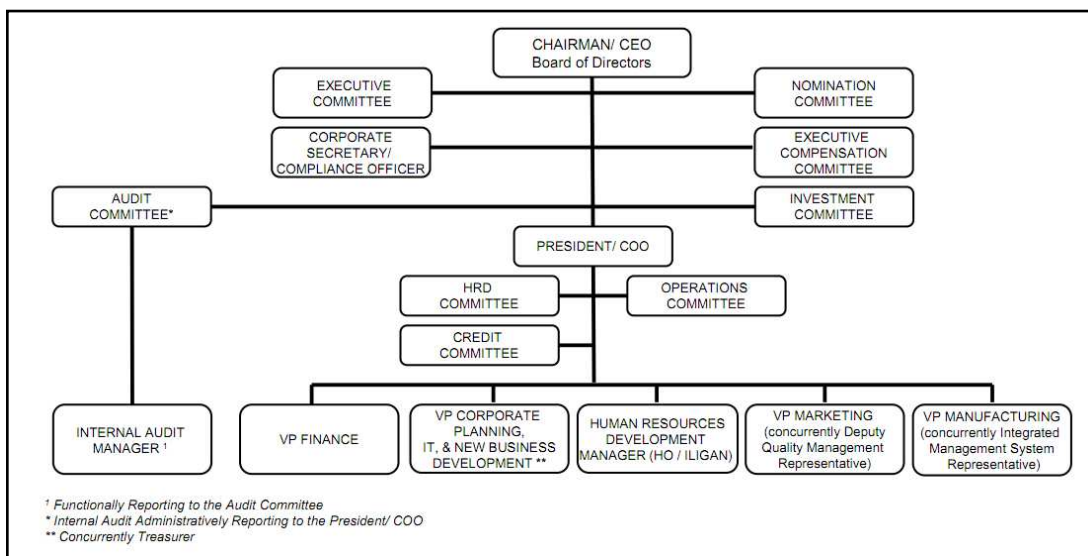 CHAIRMAN/ CEO
Board of Directors
EXECUTIVE
COMMITTEE
NOMINATION
COMMITTEE
CORPORATE
SECRETARY/
COMPLIANCE OFFICER
EXECUTIVE
COMPENSATION
COMMITTEE
AUDIT
COMMITTEE*
INVESTMENT
COMMITTEE
PRESIDENT/ COO
HRD
COMMITTEE
OPERATIONS
COMMITTEE
CREDIT
COMMITTEE
INTERNAL AUDIT
MANAGER ¹
VP FINANCE
VP CORPORATE
PLANNING,
IT, & NEW BUSINESS
DEVELOPMENT **
HUMAN RESOURCES
DEVELOPMENT
MANAGER (HO / ILIGAN)
VP MARKETING
(concurrently Deputy
Quality Management
Representative)
VP MANUFACTURING
(concurrently Integrated
Management System
Representative)
¹ Functionally Reporting to the Audit Committee
* Internal Audit Administratively Reporting to the President/ COO
** Concurrently Treasurer